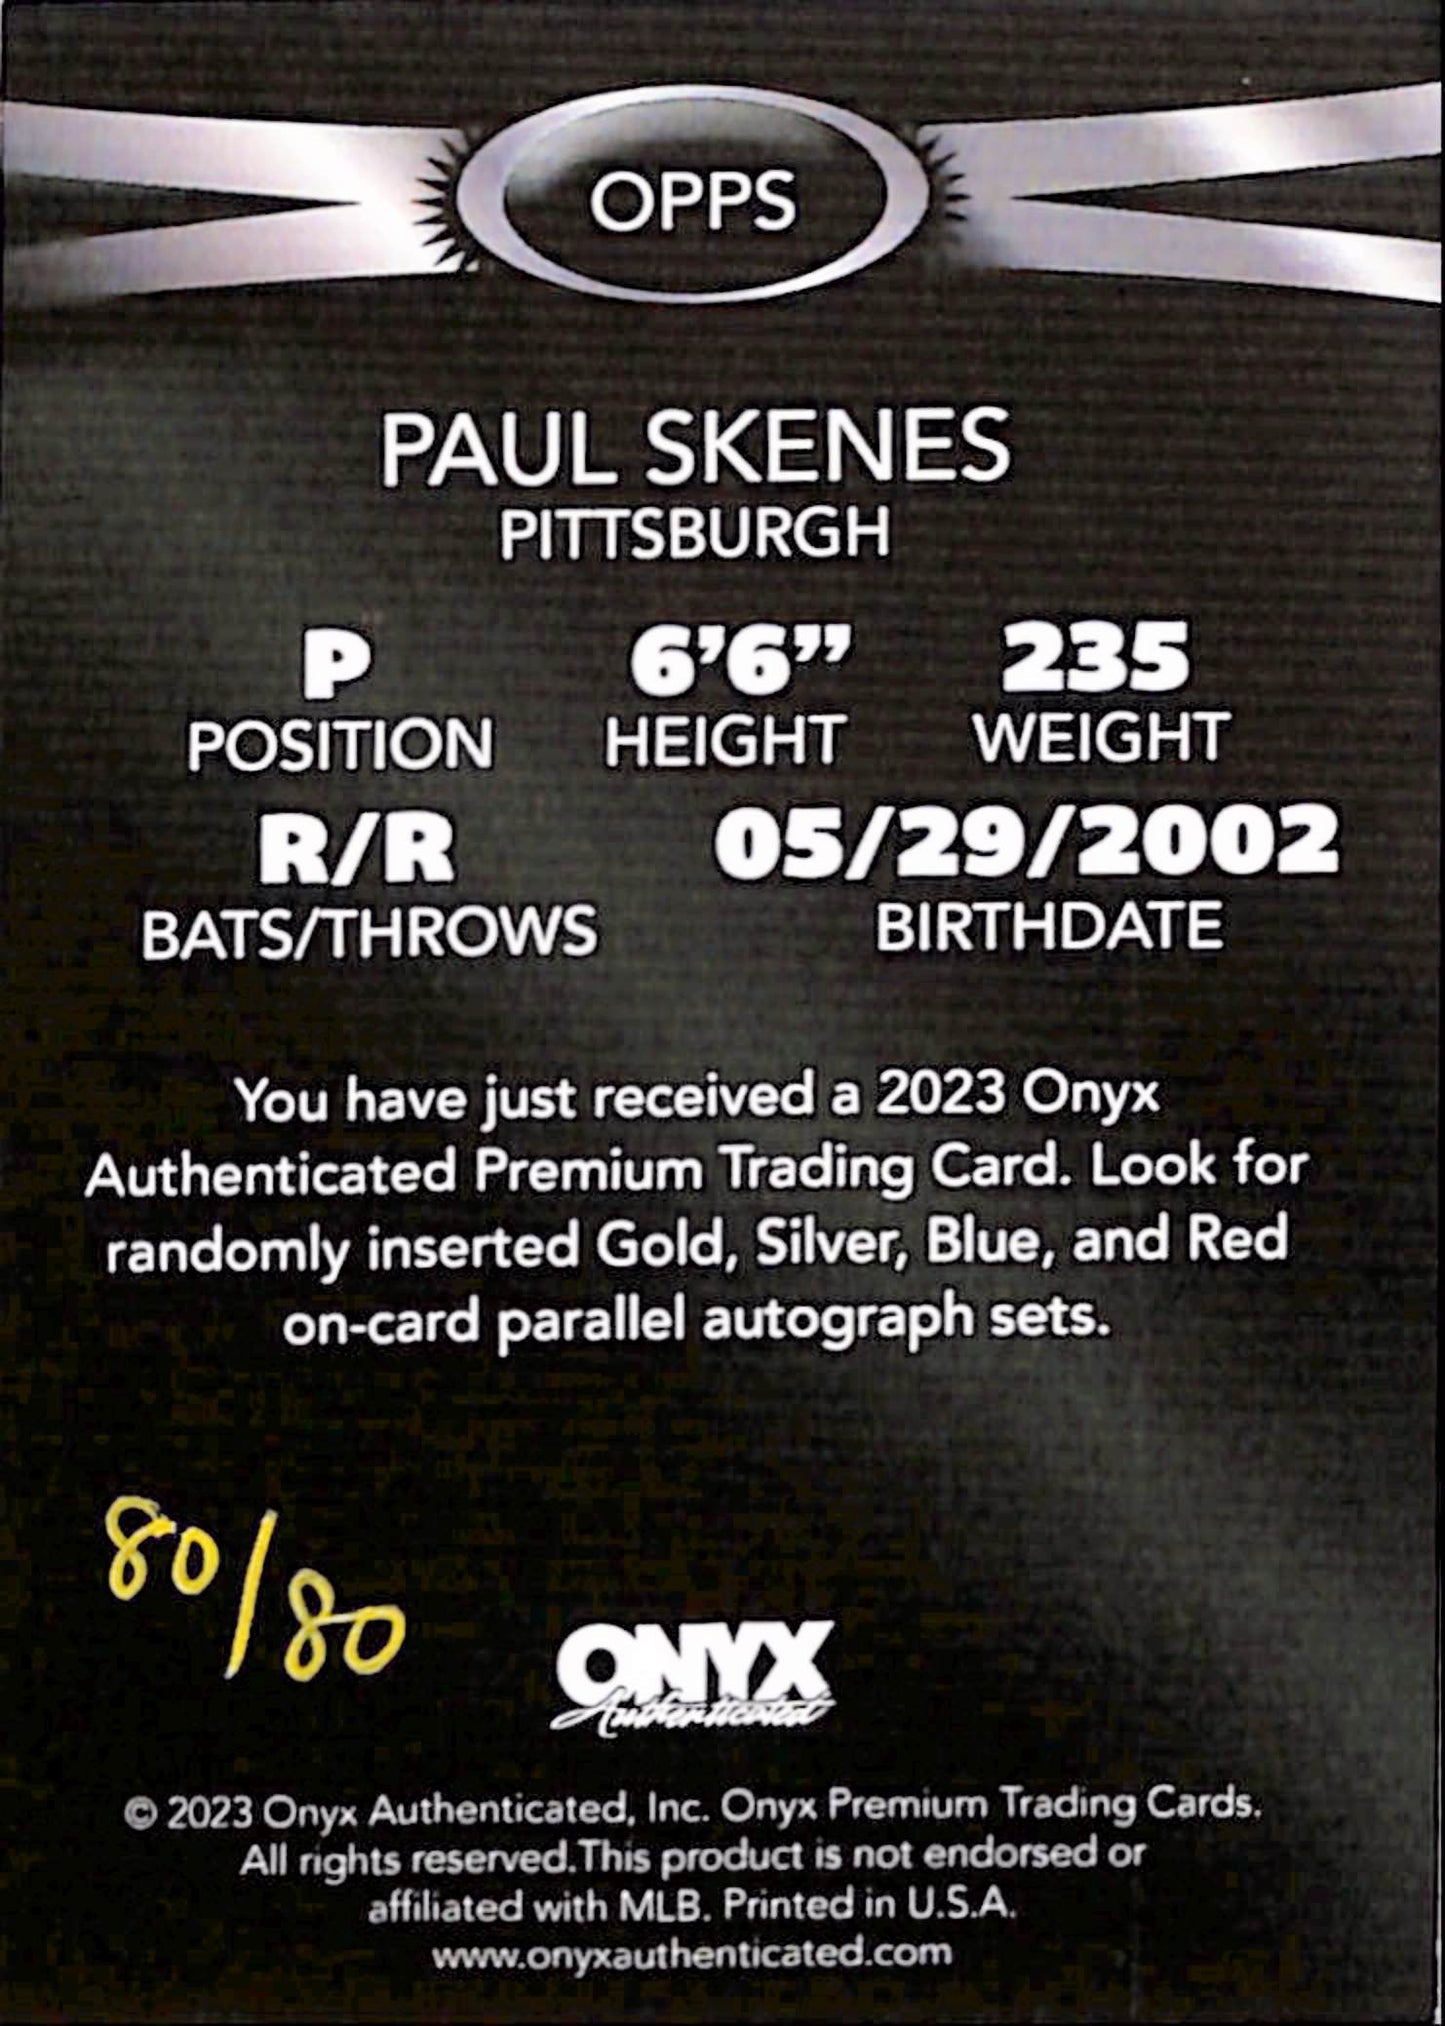 OPPS
PAUL SKENES
PITTSBURGH
P 6’6” 235
POSITION HEIGHT WEIGHT
R/R 05/29/2002
BATS/THROWS BIRTHDATE
You have just received a 2023 Onyx
Authenticated Premium Trading Card. Look for
randomly inserted Gold, Silver, Blue, and Red
on-card parallel autograph sets.
80/80
ONYX
Authenticated
© 2023 Onyx Authenticated, Inc. Onyx Premium Trading Cards.
All rights reserved.This product is not endorsed or
affiliated with MLB. Printed in U.S.A.
www.onyxauthenticated.com